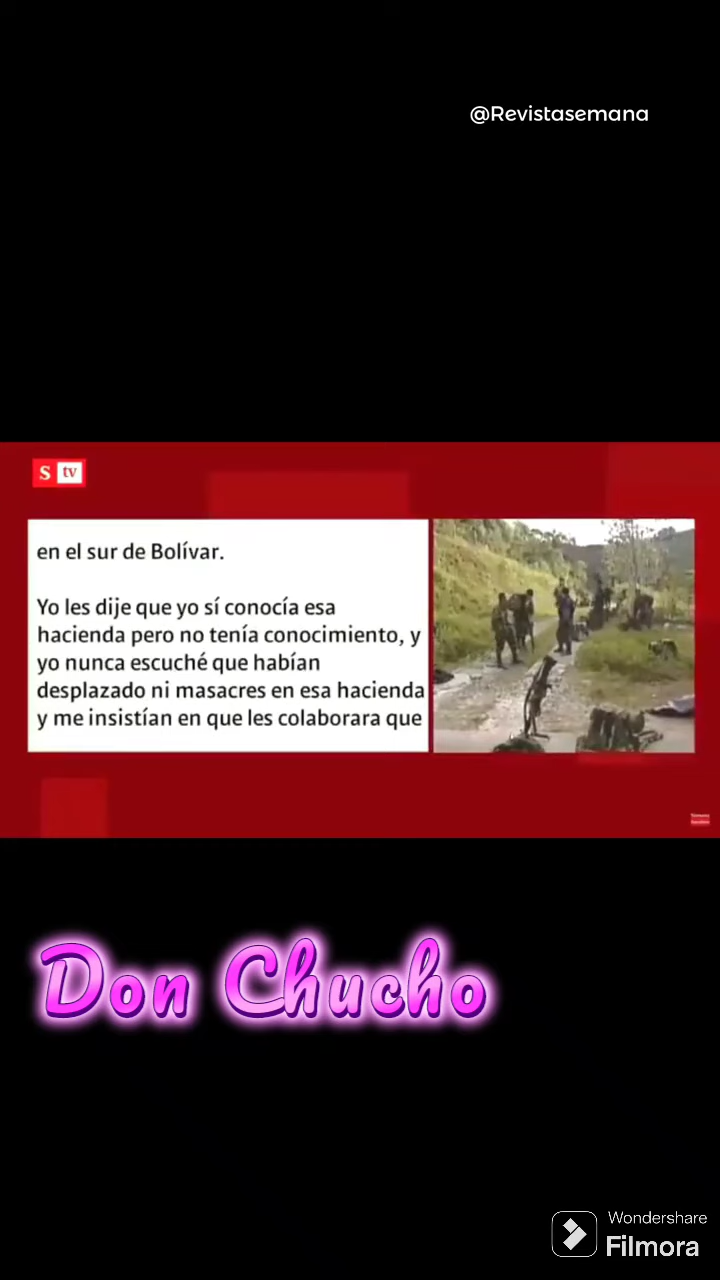 @Revistasemana
S tv
en el sur de Bolívar.
Yo les dije que yo sí conocía esa
hacienda pero no tenía conocimiento, y
yo nunca escuché que habían
desplazado ni masacres en esa hacienda
y me insistían en que les colaborara que
Don Chucho
Wondershare
Filmora